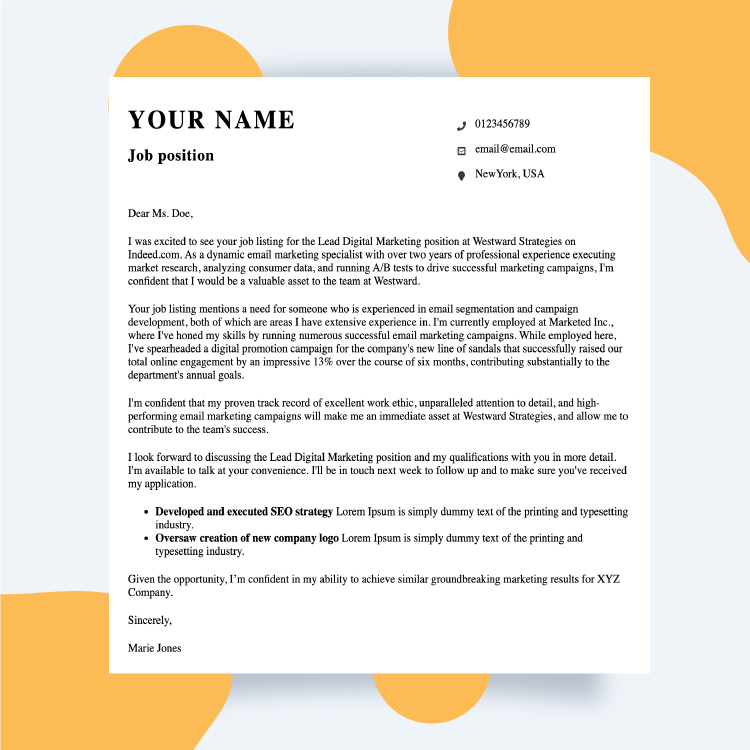 YOUR NAME
Job position
0123456789
email@email.com
NewYork, USA
Dear Ms. Doe,
I was excited to see your job listing for the Lead Digital Marketing position at Westward Strategies on
Indeed.com. As a dynamic email marketing specialist with over two years of professional experience executing
market research, analyzing consumer data, and running A/B tests to drive successful marketing campaigns, I'm
confident that I would be a valuable asset to the team at Westward.
Your job listing mentions a need for someone who is experienced in email segmentation and campaign
development, both of which are areas I have extensive experience in. I'm currently employed at Marketed Inc.,
where I've honed my skills by running numerous successful email marketing campaigns. While employed here,
I've spearheaded a digital promotion campaign for the company's new line of sandals that successfully raised our
total online engagement by an impressive 13% over the course of six months, contributing substantially to the
department's annual goals.
I'm confident that my proven track record of excellent work ethic, unparalleled attention to detail, and high-
performing email marketing campaigns will make me an immediate asset at Westward Strategies, and allow me to
contribute to the team's success.
I look forward to discussing the Lead Digital Marketing position and my qualifications with you in more detail.
I'm available to talk at your convenience. I'll be in touch next week to follow up and to make sure you've received
my application.
• Developed and executed SEO strategy Lorem Ipsum is simply dummy text of the printing and typesetting
industry.
• Oversaw creation of new company logo Lorem Ipsum is simply dummy text of the printing and
typesetting industry.
Given the opportunity, I'm confident in my ability to achieve similar groundbreaking marketing results for XYZ
Company.
Sincerely,
Marie Jones